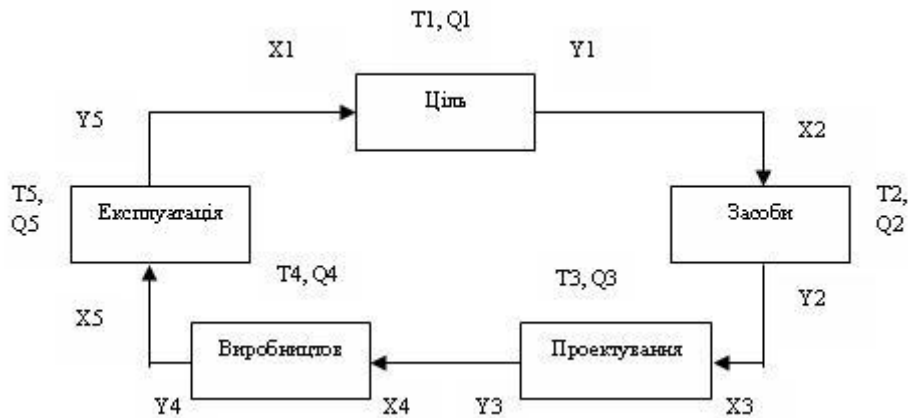 T1, Q1
X1
Y1
Ціль
Y5
X2
T5,
Q5
Експлуатація
Засоби
T2,
Q2
T4, Q4
T3, Q3
Y2
X5
Виробництов
Проектування
Y4
X4
Y3
X3